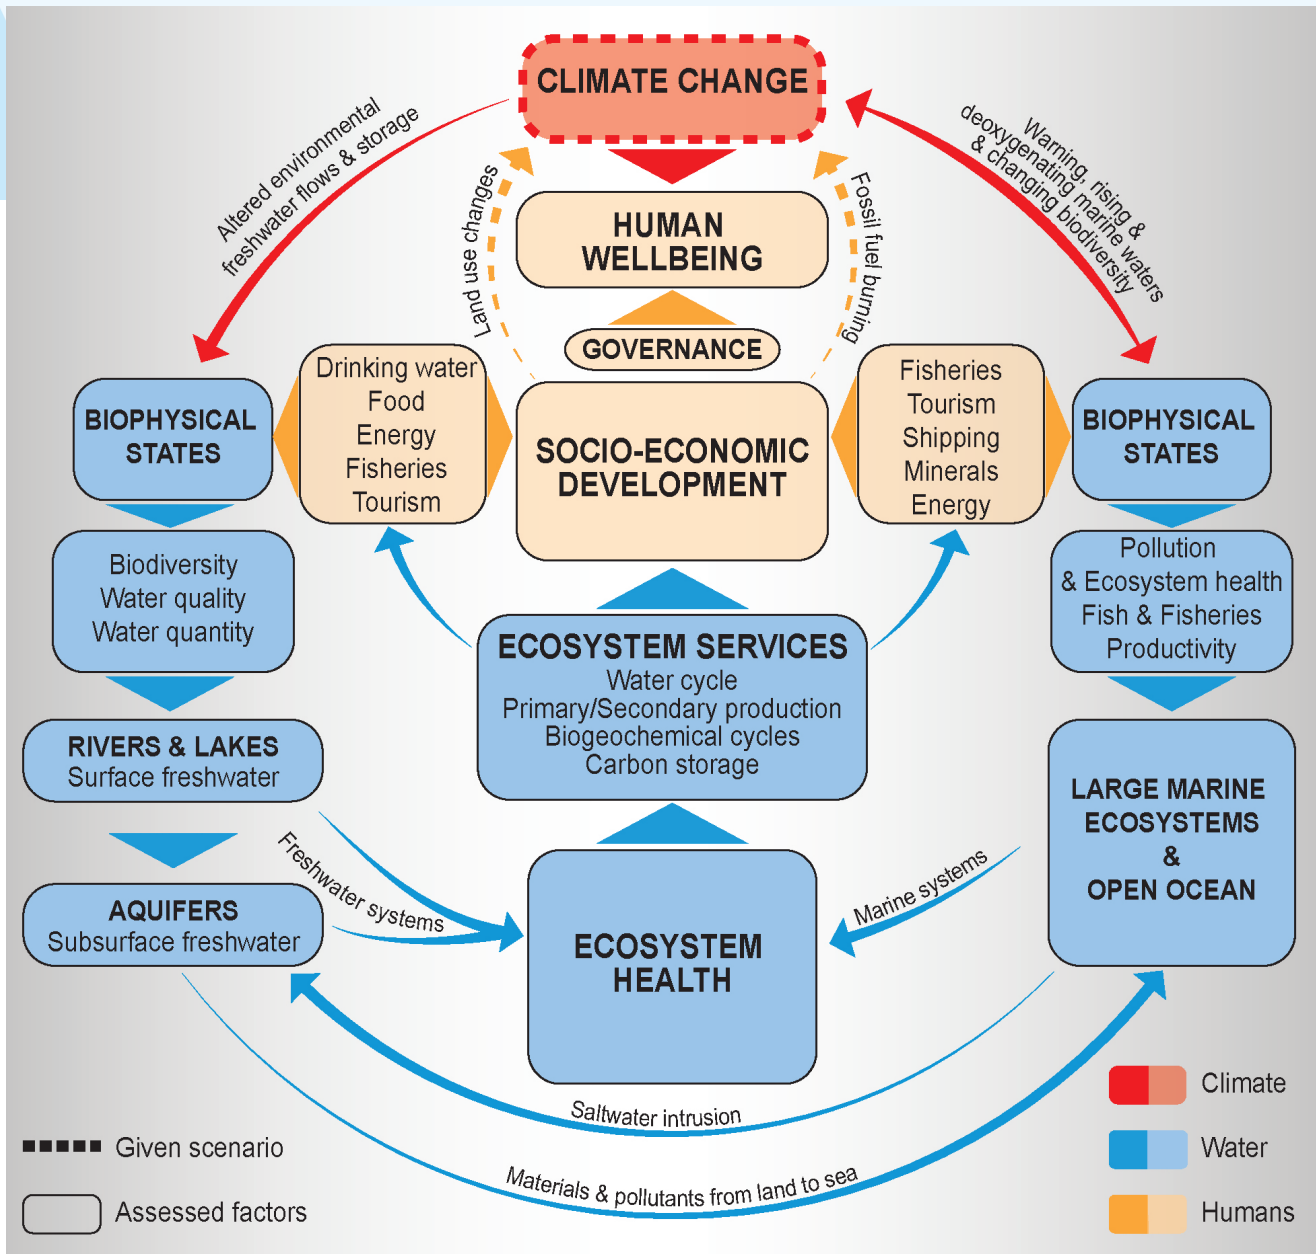 CLIMATE CHANGE
Altered environmental
freshwater flows & storage
Warning, rising &
deoxygenating marine waters
& changing biodiversity
Land use changes
Fossil fuel burning
HUMAN
WELLBEING
GOVERNANCE
BIOPHYSICAL
STATES
Drinking water
Food
Energy
Fisheries
Tourism
SOCIO-ECONOMIC
DEVELOPMENT
Fisheries
Tourism
Shipping
Minerals
Energy
BIOPHYSICAL
STATES
Biodiversity
Water quality
Water quantity
Pollution
& Ecosystem health
Fish & Fisheries
Productivity
ECOSYSTEM SERVICES
Water cycle
Primary/Secondary production
Biogeochemical cycles
Carbon storage
RIVERS & LAKES
Surface freshwater
LARGE MARINE
ECOSYSTEMS
&
OPEN OCEAN
Freshwater systems
Marine systems
AQUIFERS
Subsurface freshwater
ECOSYSTEM
HEALTH
Saltwater intrusion
Materials & pollutants from land to sea
Given scenario
Assessed factors
Climate
Water
Humans